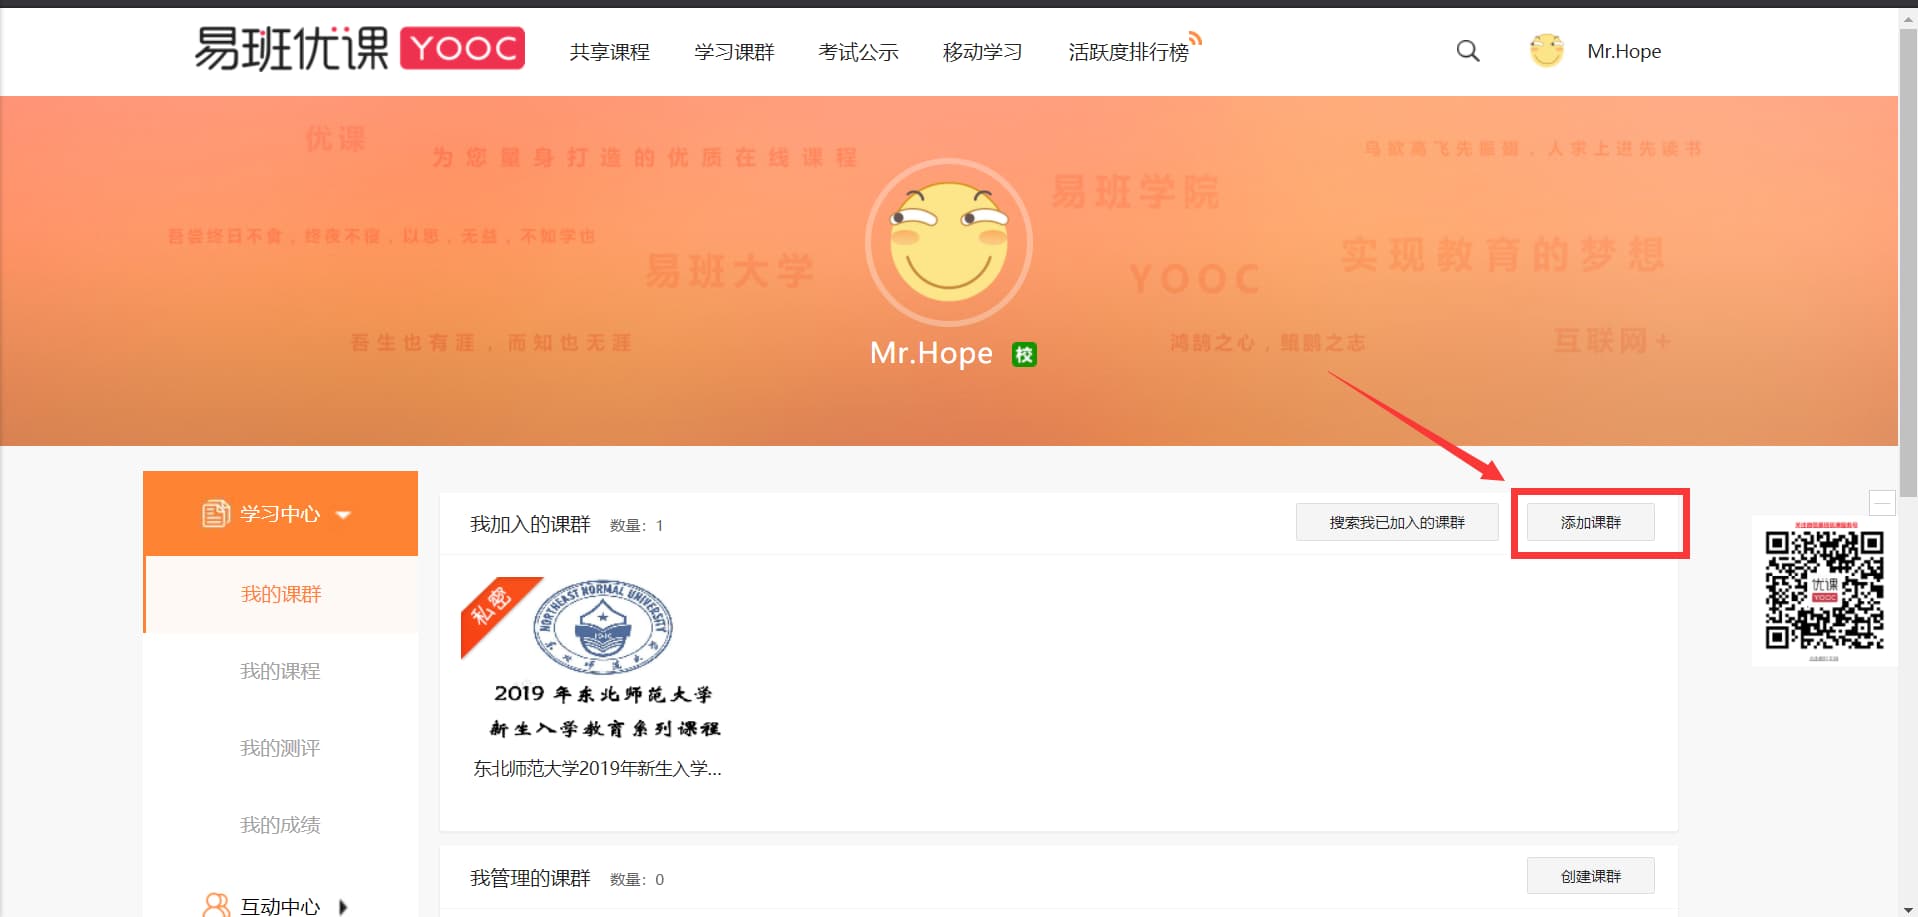 易班优课 YOOC
共享课程 学习课群 考试公示 移动学习 活跃度排行榜 Mr.Hope
优课
为您量身打造的优质在线课程
鸟欲高飞先振翅，人求上进先读书
易班学院
吾尝终日不食，终夜不寝，以思，无益，不如学也
易班大学
YOOC
实现教育的梦想
吾生也有涯，而知也无涯
鸿鹄之心，鲲鹏之志
互联网+
Mr.Hope 校
学习中心
我的课群
我的课程
我的测评
我的成绩
互动中心
我加入的课群 数量：1 搜索我已加入的课群 添加课群
私密
NORTHEAST NORMAL UNIVERSITY
1946
东北师范大学
2019 年东北师范大学
新生入学教育系列课程
东北师范大学2019年新生入学...
我管理的课群 数量：0 创建课群
优课
YOOC